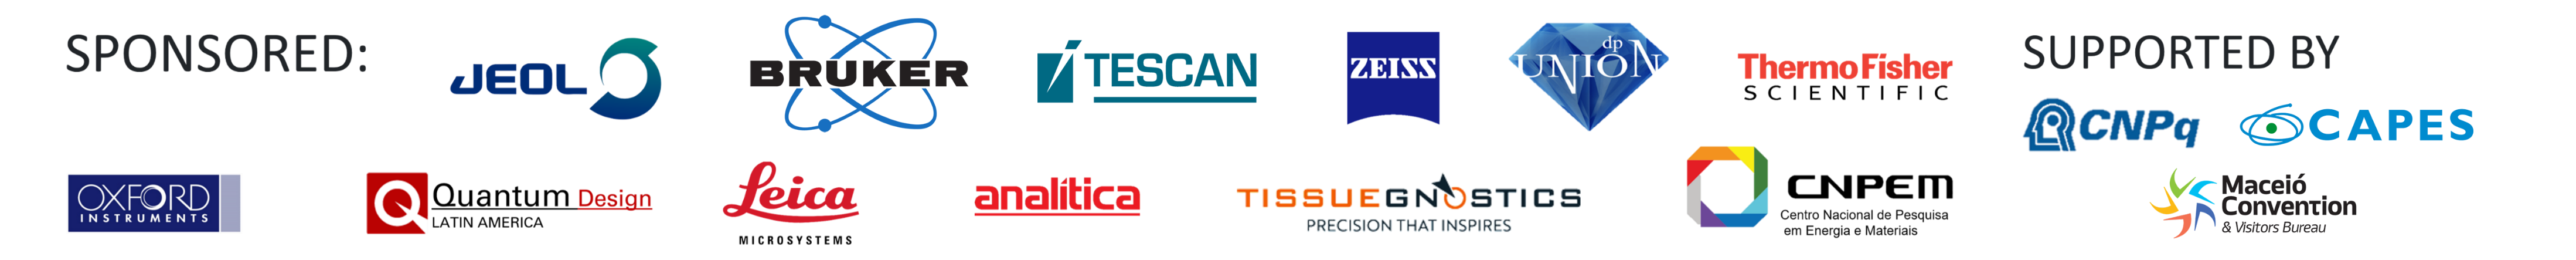 SPONSORED:
JEOL
BRUKER
TESCAN
ZEISS
dp
UNION
ThermoFisher
SCIENTIFIC
OXFORD
INSTRUMENTS
Quantum Design
LATIN AMERICA
Leica
MICROSYSTEMS
analítica
TISSUEGNOSTICS
PRECISION THAT INSPIRES
CNPEM
Centro Nacional de Pesquisa
em Energia e Materiais
SUPPORTED BY
CNPq
CAPES
Maceió
Convention
& Visitors Bureau